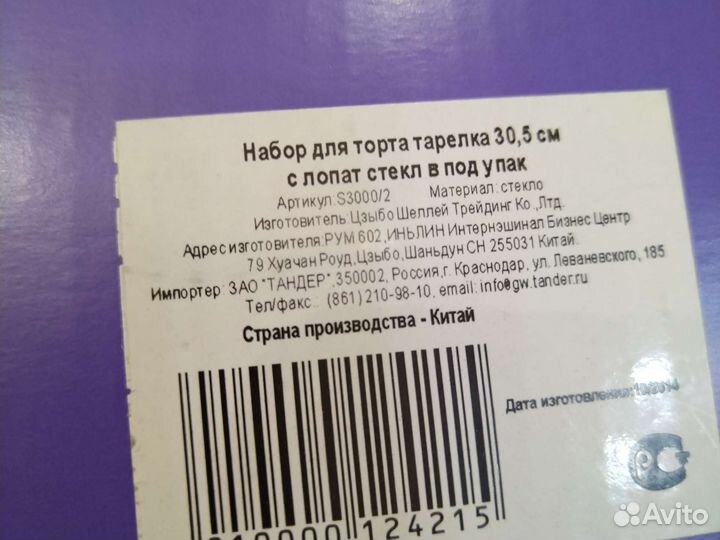 Набор для торта тарелка 30,5 см
с лопат стекл в под упак
Артикул:S3000/2 Материал:стекло
Изготовитель:Цзыбо Шеллей Трейдинг Ко.,Лтд.
Адрес изготовителя:РУМ 602,ИНЬЛИН Интернэшинал Бизнес Центр
79 Хуачан Роуд,Цзыбо,Шаньдун CH 255031 Китай.
Импортер: ЗАО "ТАНДЕР",350002, Россия,г. Краснодар, ул. Леваневского, 185
Тел/факс.: (861)210-98-10, email: info@gw.tander.ru
Страна производства - Китай
Дата изготовления:
124215
Avito